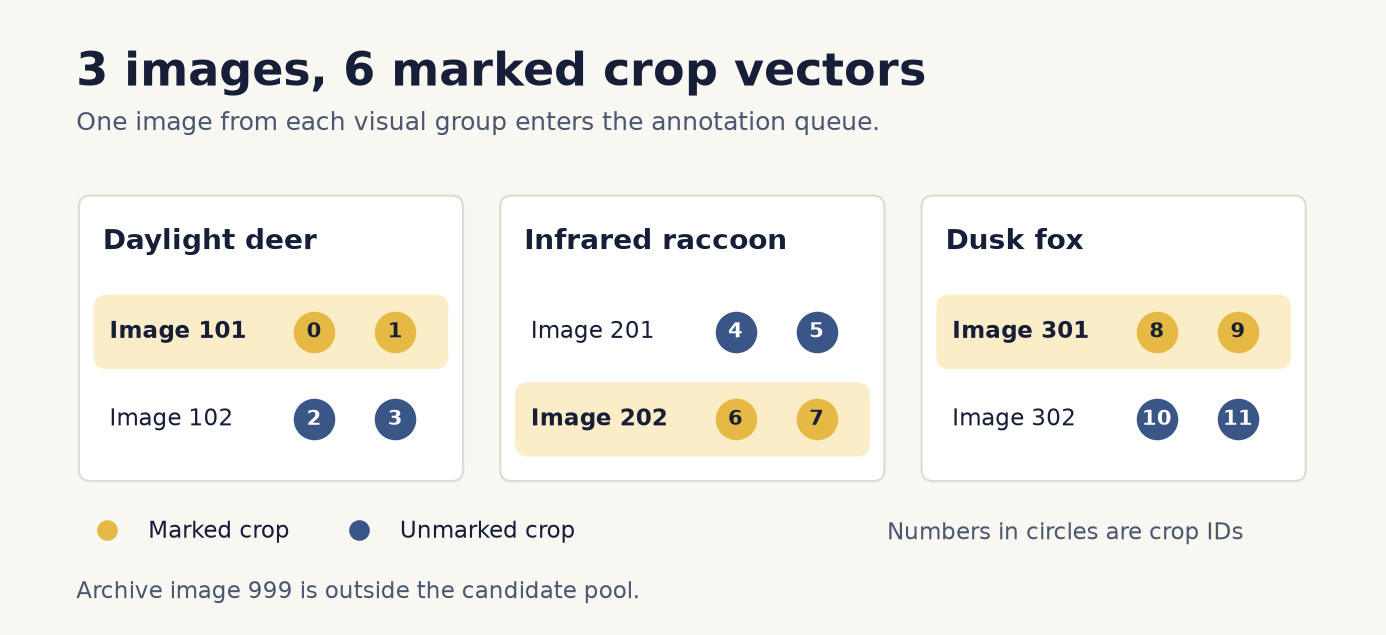 3 images, 6 marked crop vectors
One image from each visual group enters the annotation queue.
Daylight deer
Image 101 0 1
Image 102 2 3
Infrared raccoon
Image 201 4 5
Image 202 6 7
Dusk fox
Image 301 8 9
Image 302 10 11
Marked crop Unmarked crop Numbers in circles are crop IDs
Archive image 999 is outside the candidate pool.